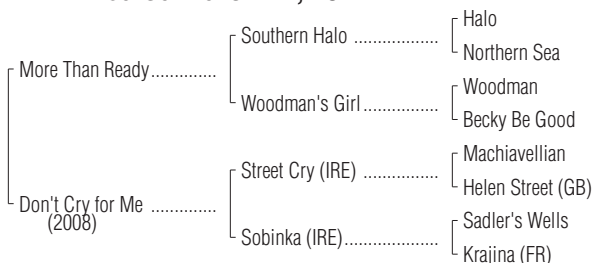 Halo
Southern Halo ..................
Northern Sea
More Than Ready..............
Woodman
Woodman's Girl ................
Becky Be Good
Machiavellian
Street Cry (IRE) ................
Helen Street (GB)
Don't Cry for Me ..............
(2008)
Sadler's Wells
Sobinka (IRE)....................
Krajina (FR)